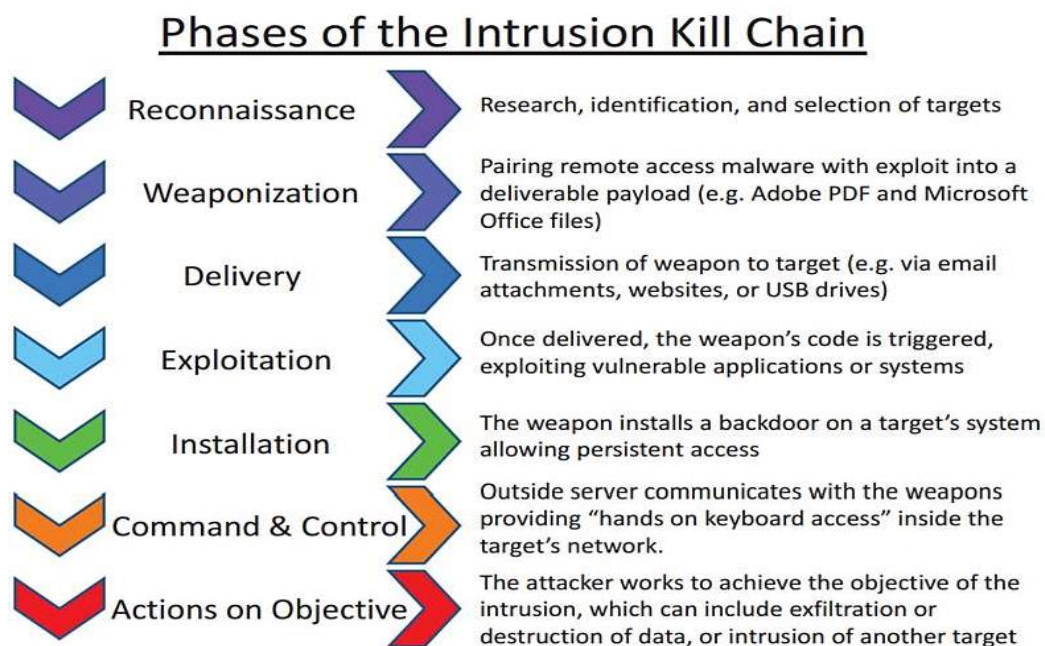 Phases of the Intrusion Kill Chain
Reconnaissance
Research, identification, and selection of targets
Weaponization
Pairing remote access malware with exploit into a
deliverable payload (e.g. Adobe PDF and Microsoft
Office files)
Delivery
Transmission of weapon to target (e.g. via email
attachments, websites, or USB drives)
Exploitation
Once delivered, the weapon's code is triggered,
exploiting vulnerable applications or systems
Installation
The weapon installs a backdoor on a target's system
allowing persistent access
Command & Control
Outside server communicates with the weapons
providing “hands on keyboard access” inside the
target's network.
Actions on Objective
The attacker works to achieve the objective of the
intrusion, which can include exfiltration or
destruction of data, or intrusion of another target